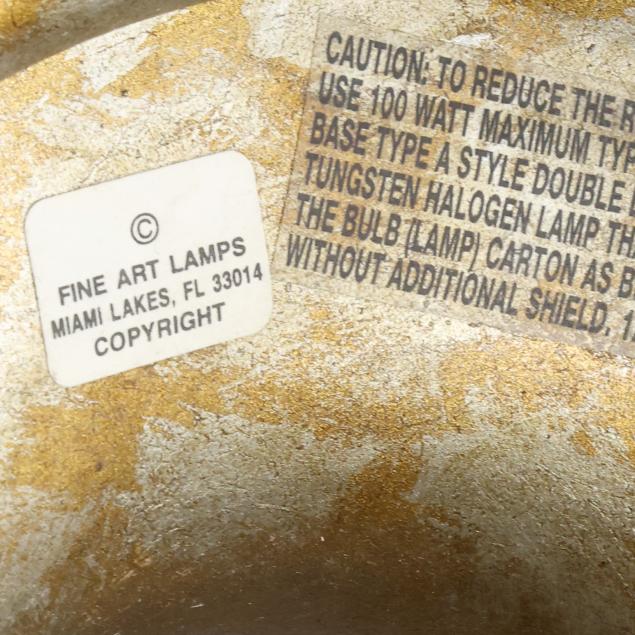 ©
FINE ART LAMPS
MIAMI LAKES, FL 33014
COPYRIGHT
CAUTION: TO REDUCE THE
USE 100 WATT MAXIMUM
BASE TYPE A STYLE DOUBLE
TUNGSTEN HALOGEN LAMP
THE BULB (LAMP) CARTON AS
WITHOUT ADDITIONAL SHIELD.